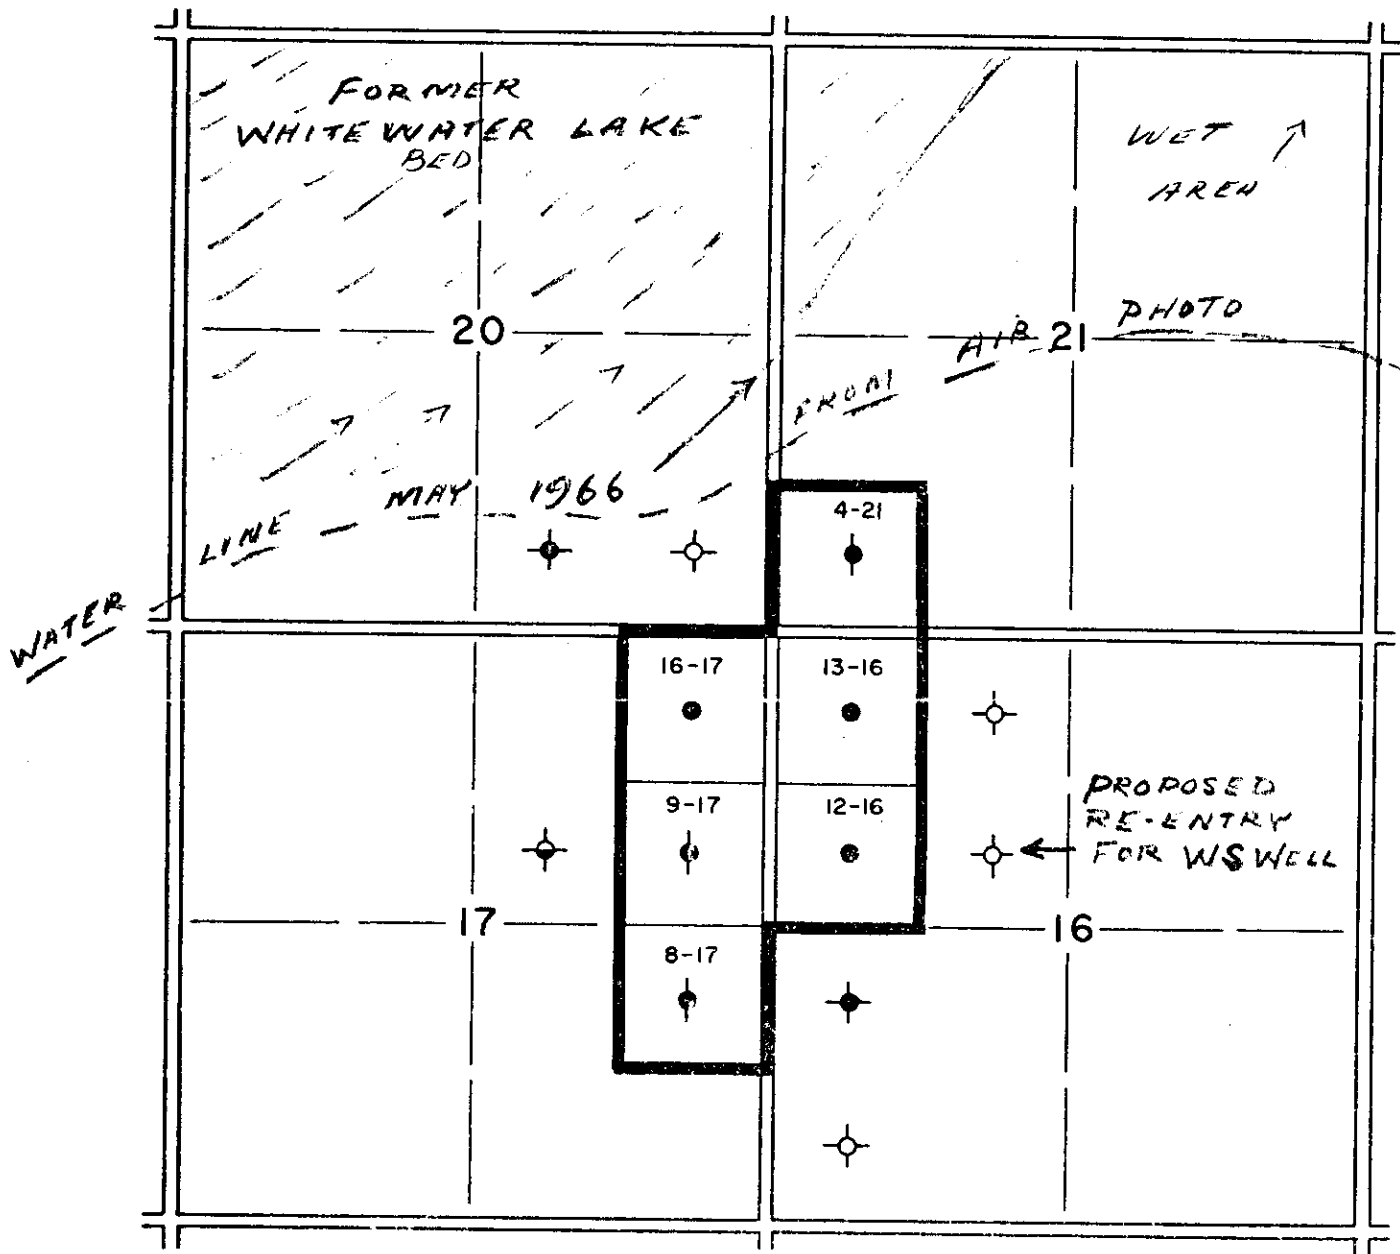 FORMER
WHITEWATER LAKE
BED
WET
AREA
20
21
WATER LINE MAY 1966 FROM AIR PHOTO
4-21
16-17
13-16
9-17
12-16
PROPOSED
RE-ENTRY
FOR WS WELL
17
16
8-17